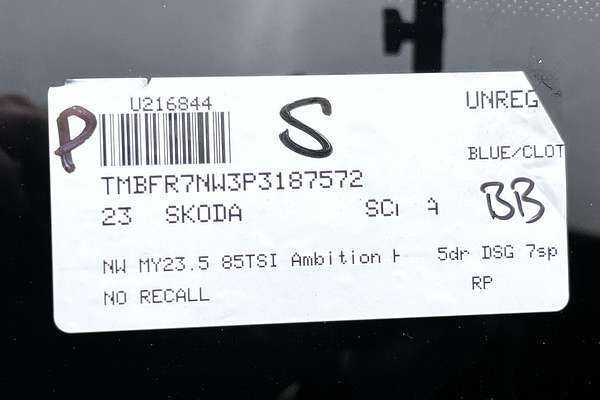 U216844
UNREG
P
S
BLUE/CLOT
TMBFR7NW3P3187572
23 SKODA
BB
NW MY23.5 85TSI Ambition 5dr DSG 7sp
NO RECALL RP